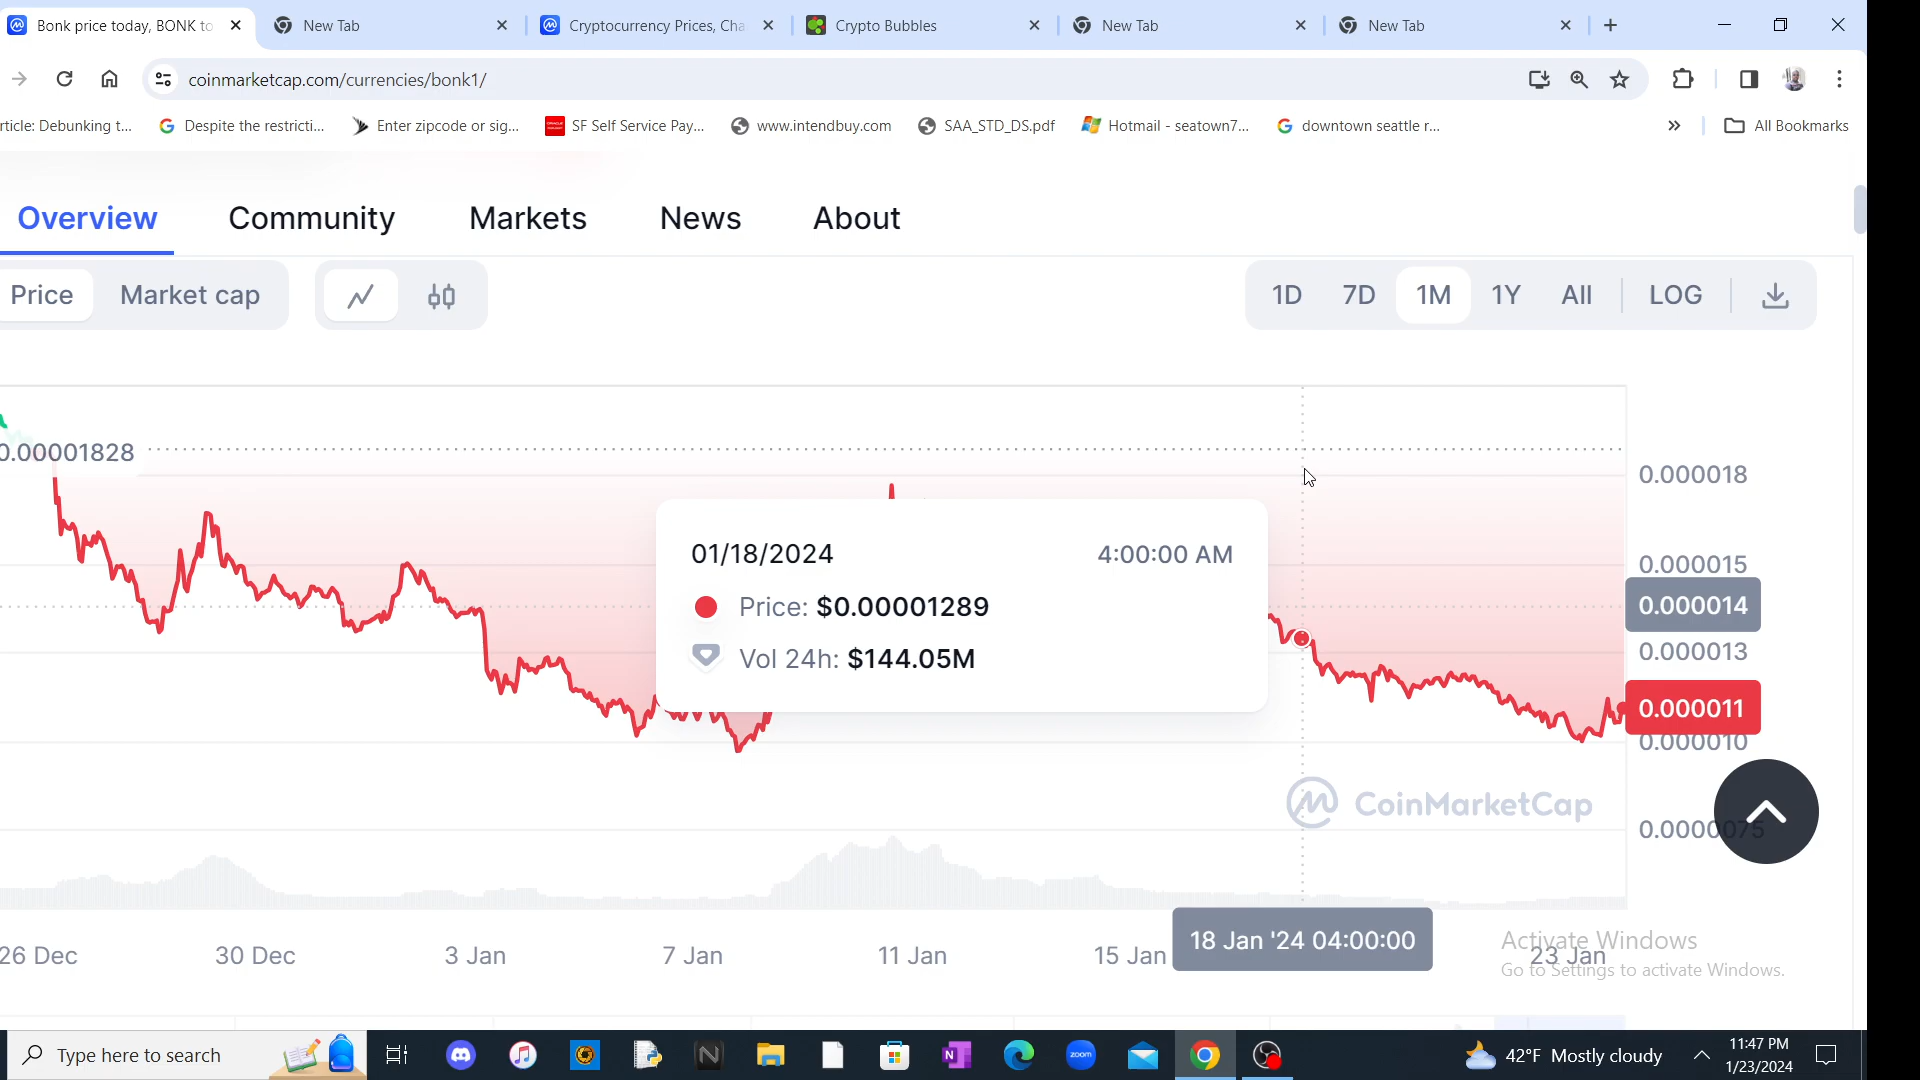 Bonk price today, BONK to
New Tab
Cryptocurrency Prices, Cha
Crypto Bubbles
New Tab
New Tab
coinmarketcap.com/currencies/bonk1/
rticle: Debunking t...
Despite the restricti...
Enter zipcode or sig...
SF Self Service Pay...
www.intendbuy.com
SAA_STD_DS.pdf
Hotmail - seatown7...
downtown seattle r...
All Bookmarks
Overview
Community
Markets
News
About
Price
Market cap
1D
7D
1M
1Y
All
LOG
0.00001828
0.000018
01/18/2024
4:00:00 AM
0.000015
Price: $0.00001289
0.000014
Vol 24h: $144.05M
0.000013
0.000011
0.000010
CoinMarketCap
0.0000075
26 Dec
30 Dec
3 Jan
7 Jan
11 Jan
15 Jan
18 Jan '24 04:00:00
23 Jan
Activate Windows
Go to Settings to activate Windows.
Type here to search
zoom
42°F Mostly cloudy
11:47 PM
1/23/2024